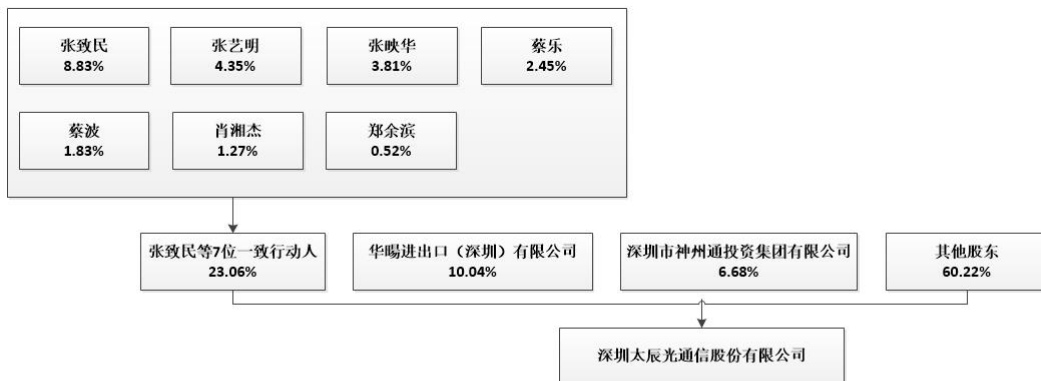 张致民
8.83%
张艺明
4.35%
张映华
3.81%
蔡乐
2.45%
蔡波
1.83%
肖湘杰
1.27%
郑余滨
0.52%
张致民等7位一致行动人
23.06%
华暘进出口（深圳）有限公司
10.04%
深圳市神州通投资集团有限公司
6.68%
其他股东
60.22%
深圳太辰光通信股份有限公司